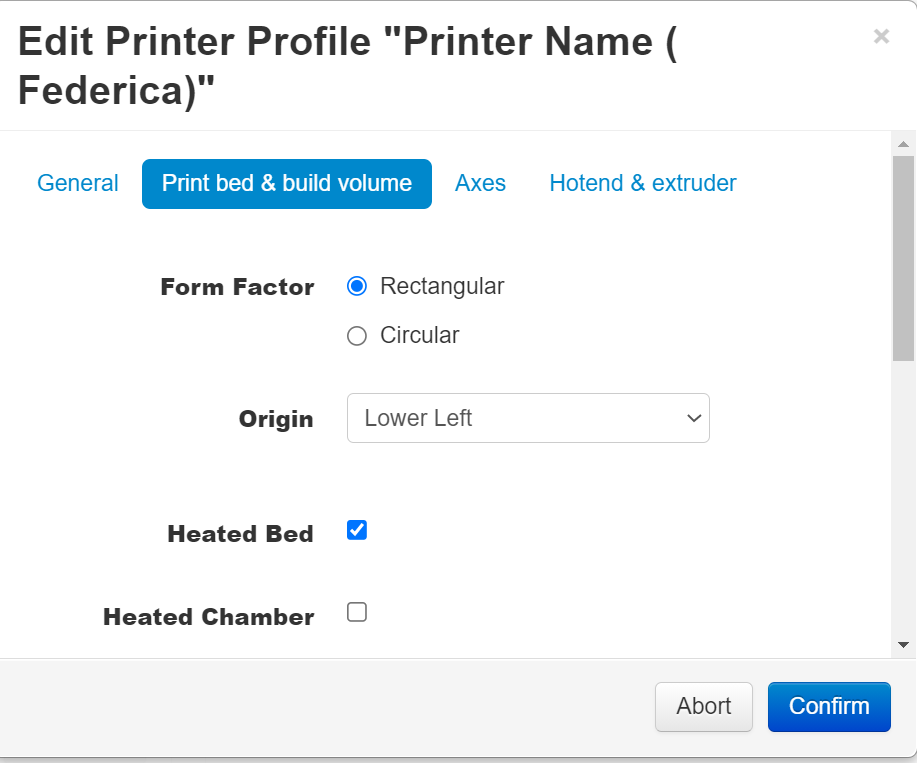 Edit Printer Profile "Printer Name (
Federica)"
×
General Print bed & build volume Axes Hotend & extruder
Form Factor Rectangular
Circular
Origin Lower Left
Heated Bed
Heated Chamber
Abort Confirm